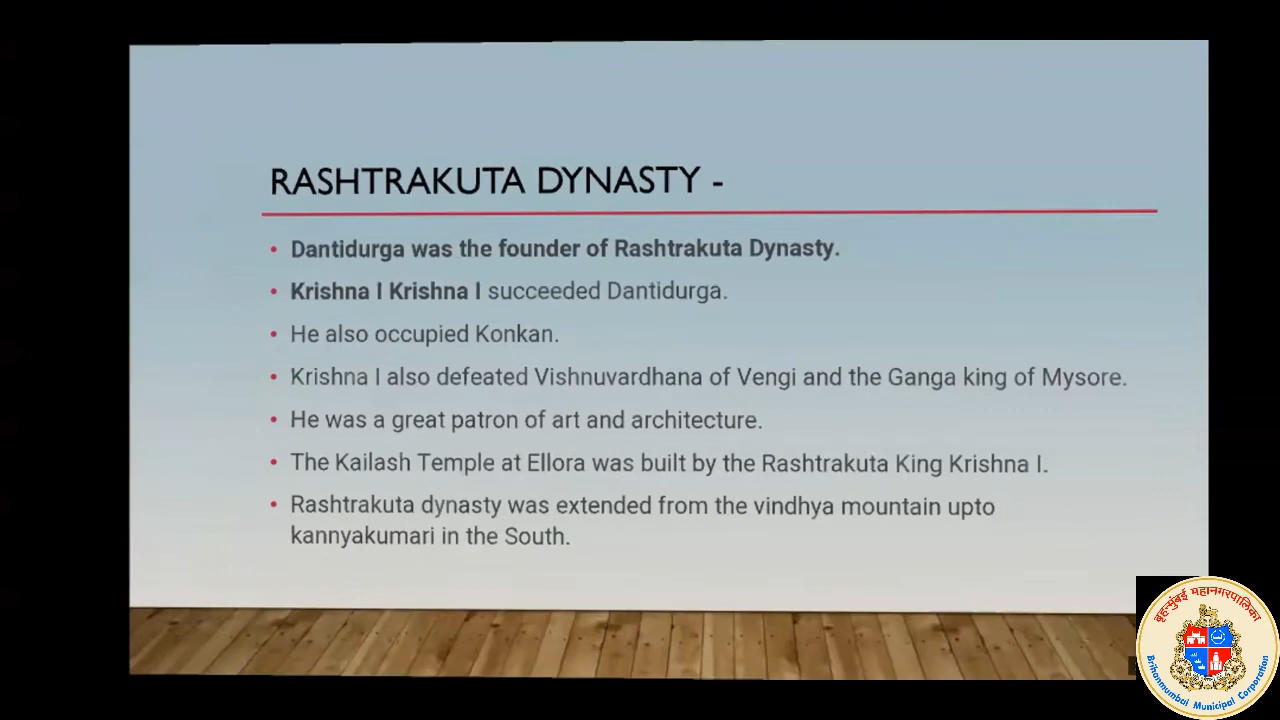 RASHTRAKUTA DYNASTY -
• Dantidurga was the founder of Rashtrakuta Dynasty.
• Krishna I Krishna I succeeded Dantidurga.
• He also occupied Konkan.
• Krishna I also defeated Vishnuvardhana of Vengi and the Ganga king of Mysore.
• He was a great patron of art and architecture.
• The Kailash Temple at Ellora was built by the Rashtrakuta King Krishna I.
• Rashtrakuta dynasty was extended from the vindhya mountain upto
kannyakumari in the South.
बृहन्मुंबई महानगरपालिका
Brihanmumbai Municipal Corporation